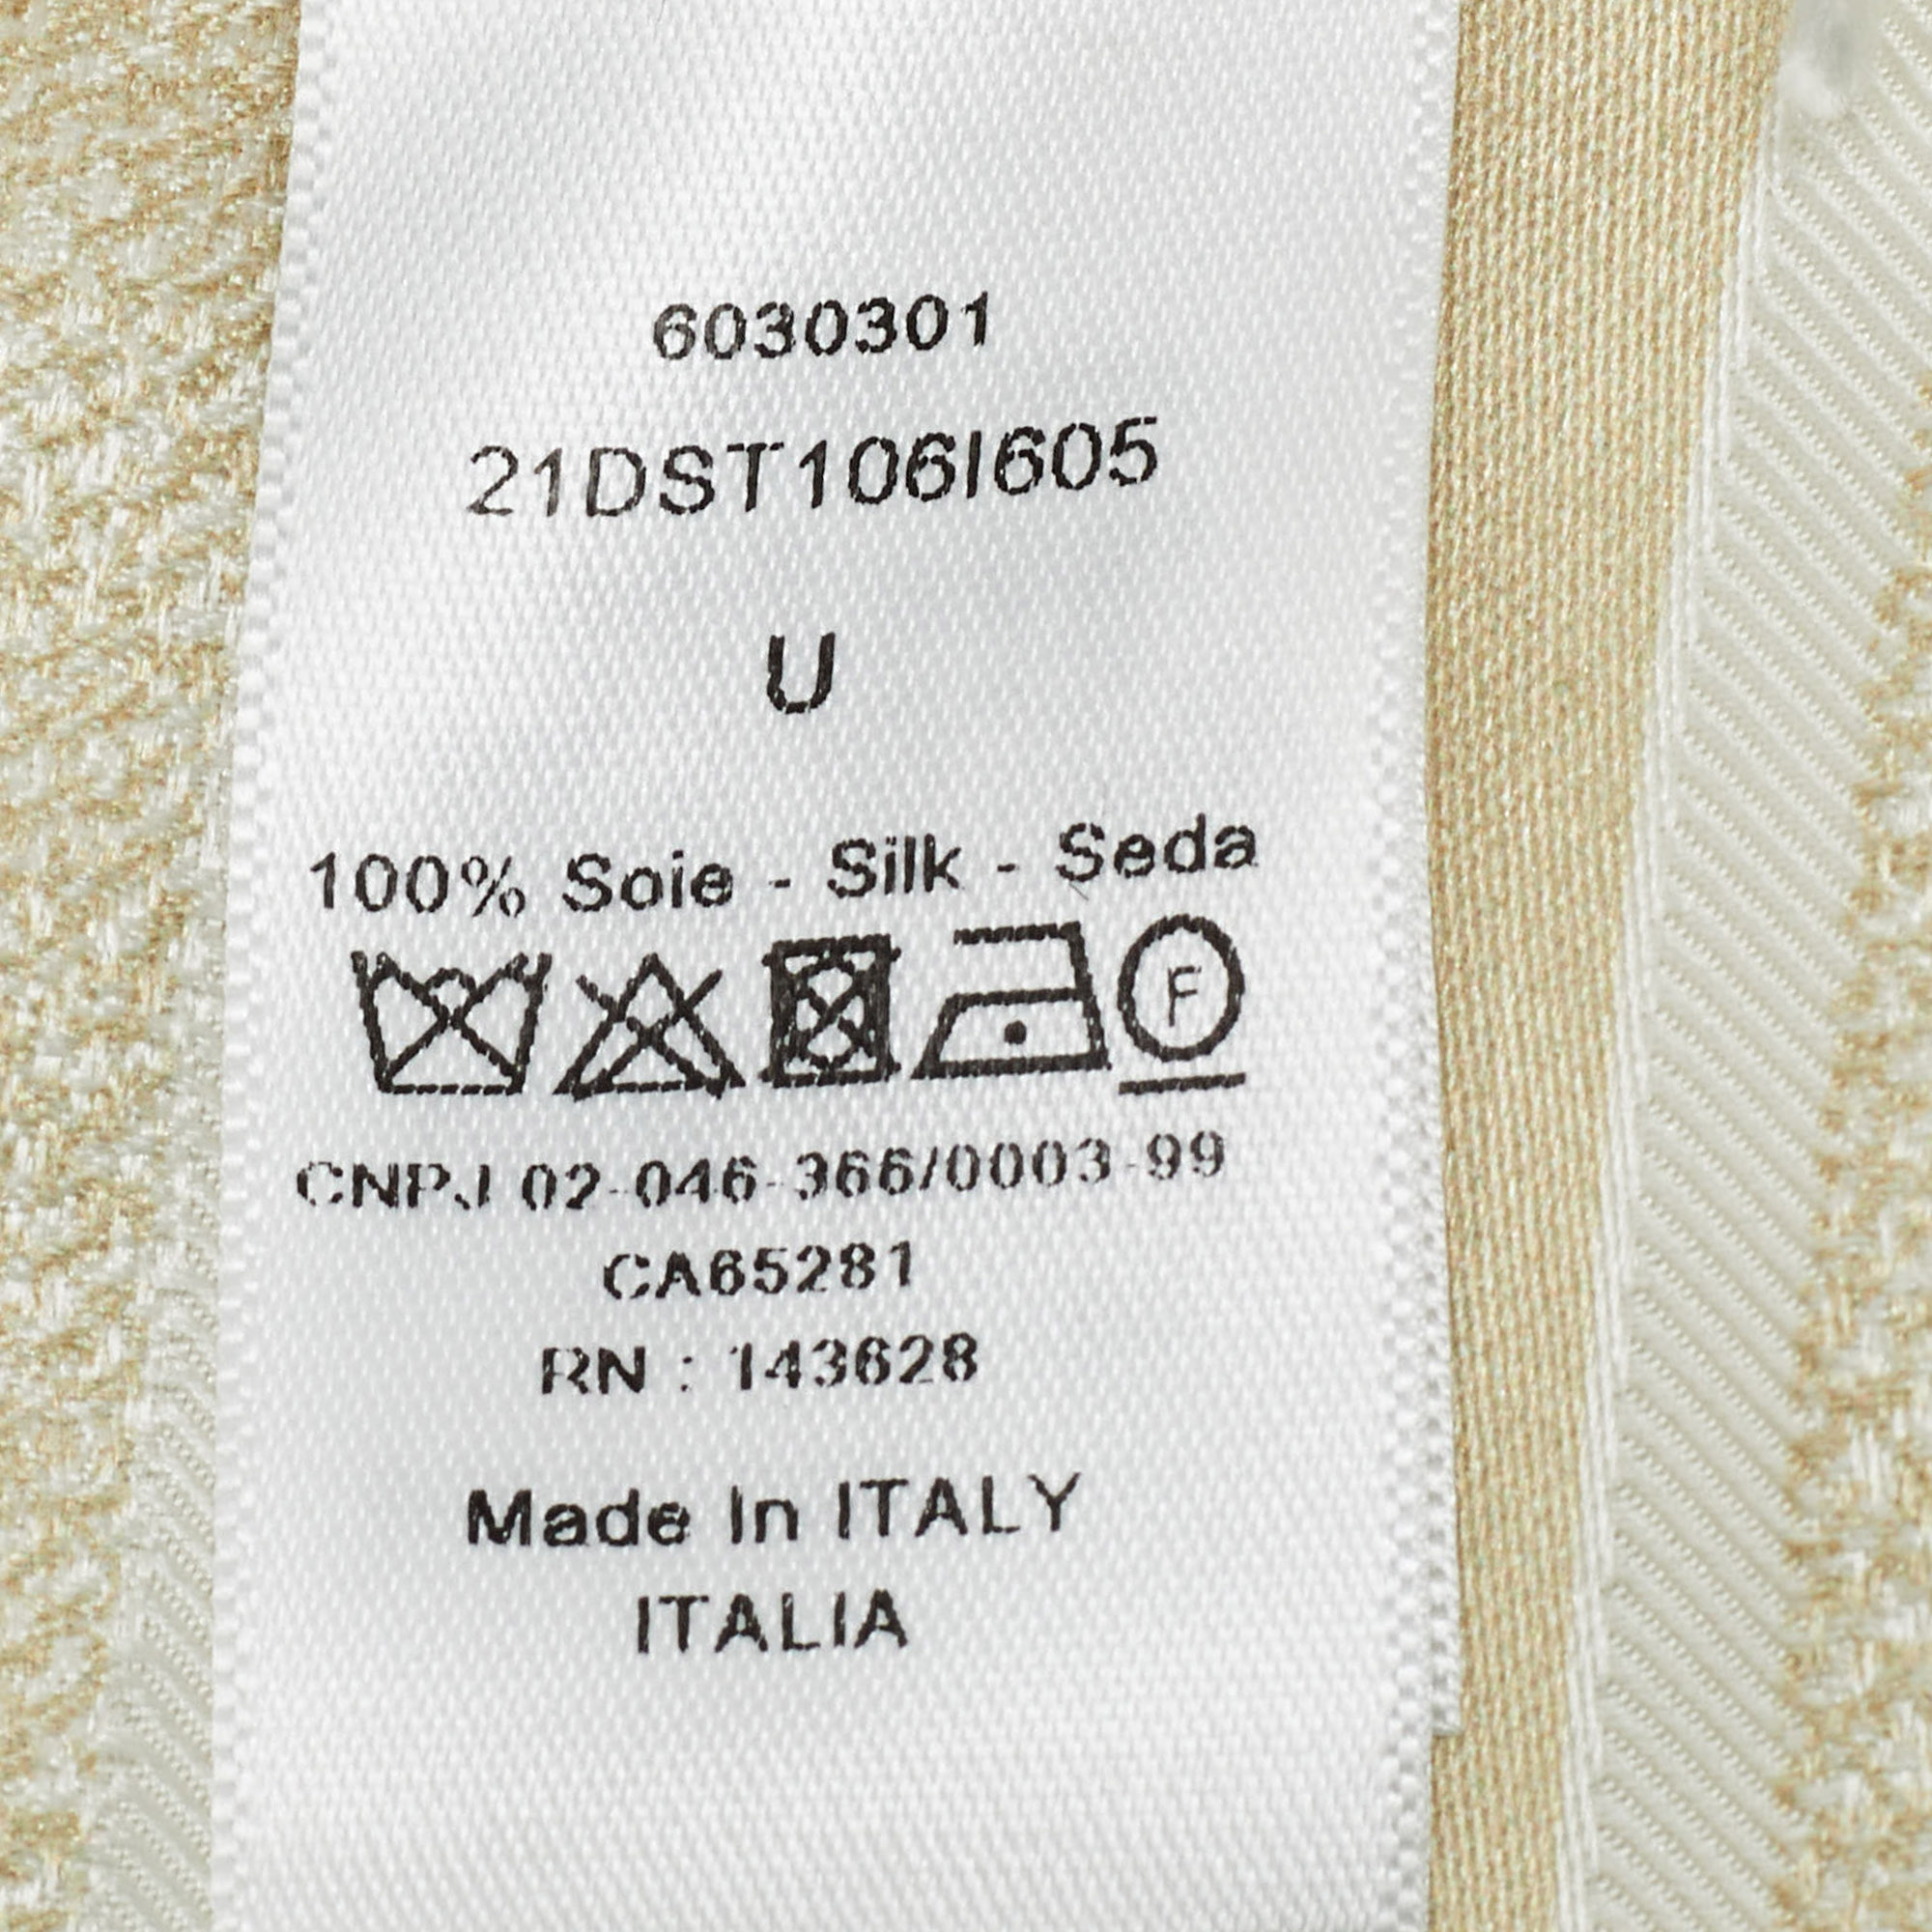 6030301
21DST106I605
U
100% Soie - Silk - Seda
F
CNPJ 02-046-366/0003-99
CA65281
RN : 143628
Made In ITALY
ITALIA